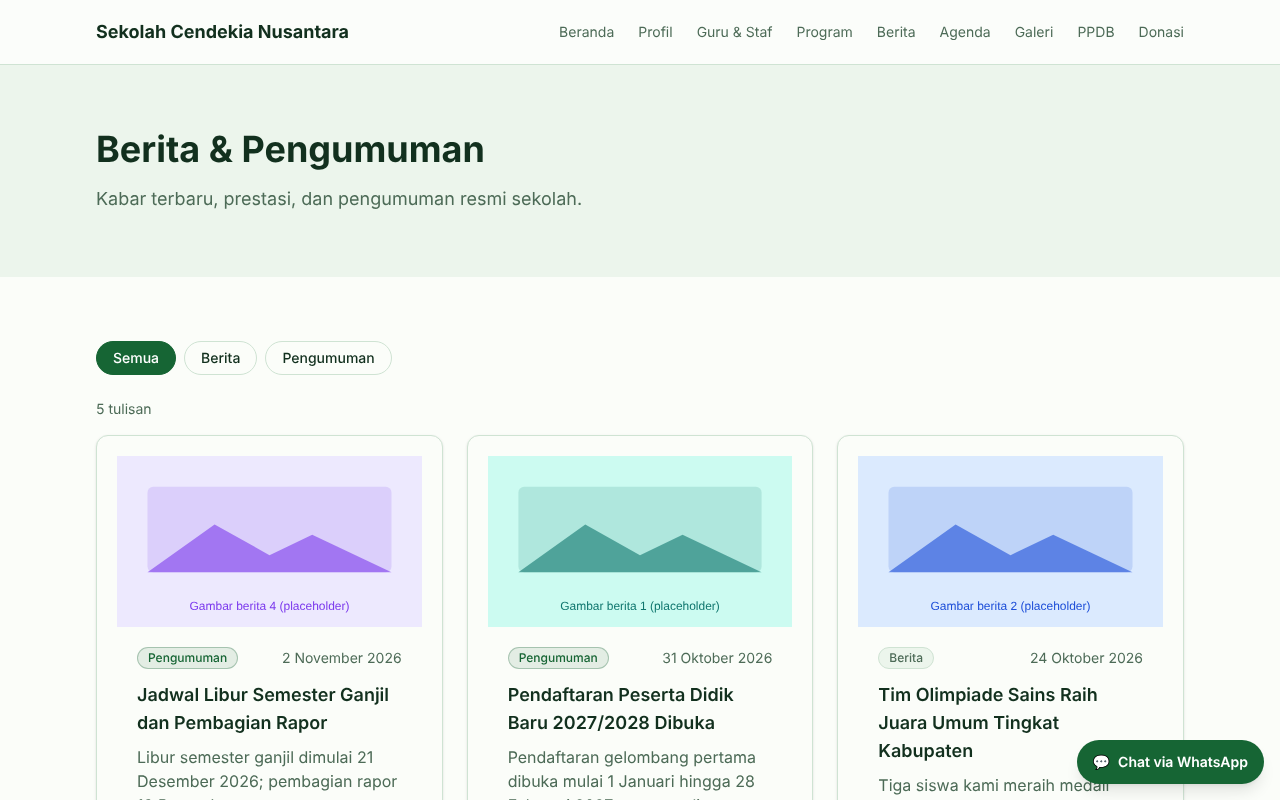 Sekolah Cendekia Nusantara
Beranda Profil Guru & Staf Program Berita Agenda Galeri PPDB Donasi
Berita & Pengumuman
Kabar terbaru, prestasi, dan pengumuman resmi sekolah.
Semua Berita Pengumuman
5 tulisan
Gambar berita 4 (placeholder)
Pengumuman 2 November 2026
Jadwal Libur Semester Ganjil
dan Pembagian Rapor
Libur semester ganjil dimulai 21
Desember 2026; pembagian rapor
Gambar berita 1 (placeholder)
Pengumuman 31 Oktober 2026
Pendaftaran Peserta Didik
Baru 2027/2028 Dibuka
Pendaftaran gelombang pertama
dibuka mulai 1 Januari hingga 28
Gambar berita 2 (placeholder)
Berita 24 Oktober 2026
Tim Olimpiade Sains Raih
Juara Umum Tingkat
Kabupaten
Tiga siswa kami meraih medali
Chat via WhatsApp